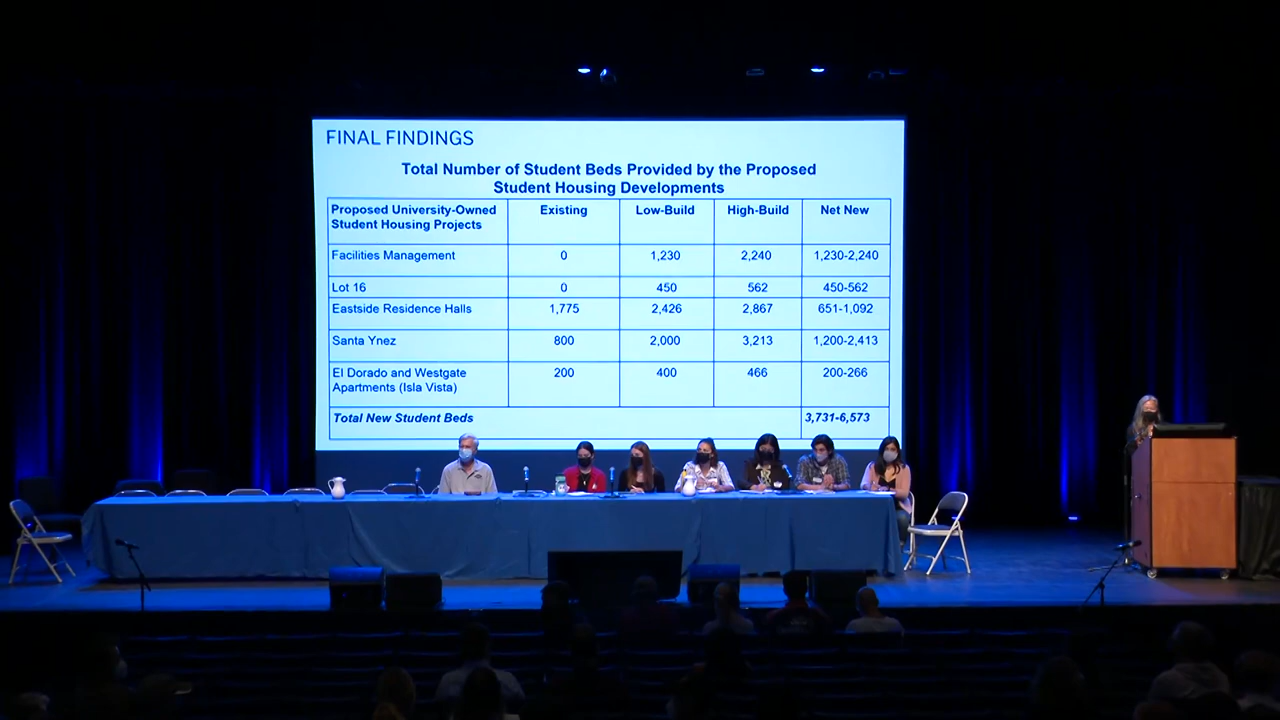 FINAL FINDINGS
Total Number of Student Beds Provided by the Proposed
Student Housing Developments
Proposed University-Owned Existing Low-Build High-Build Net New
Student Housing Projects
Facilities Management 0 1,230 2,240 1,230-2,240
Lot 16 0 450 562 450-562
Eastside Residence Halls 1,775 2,426 2,867 651-1,092
Santa Ynez 800 2,000 3,213 1,200-2,413
El Dorado and Westgate 200 400 466 200-266
Apartments (Isla Vista)
Total New Student Beds 3,731-6,573